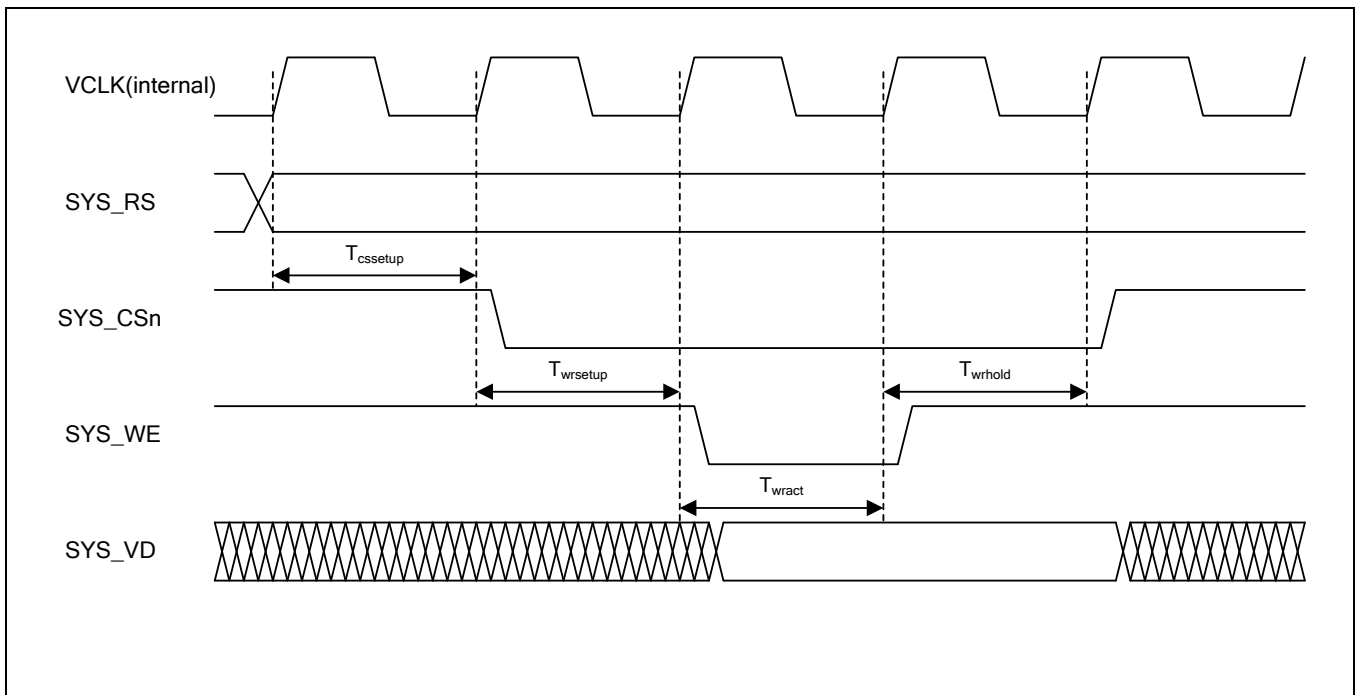 VCLK(internal)
SYS_RS
Tcssetup
SYS_CSn
Twrsetup
Twrhold
SYS_WE
Twract
SYS_VD